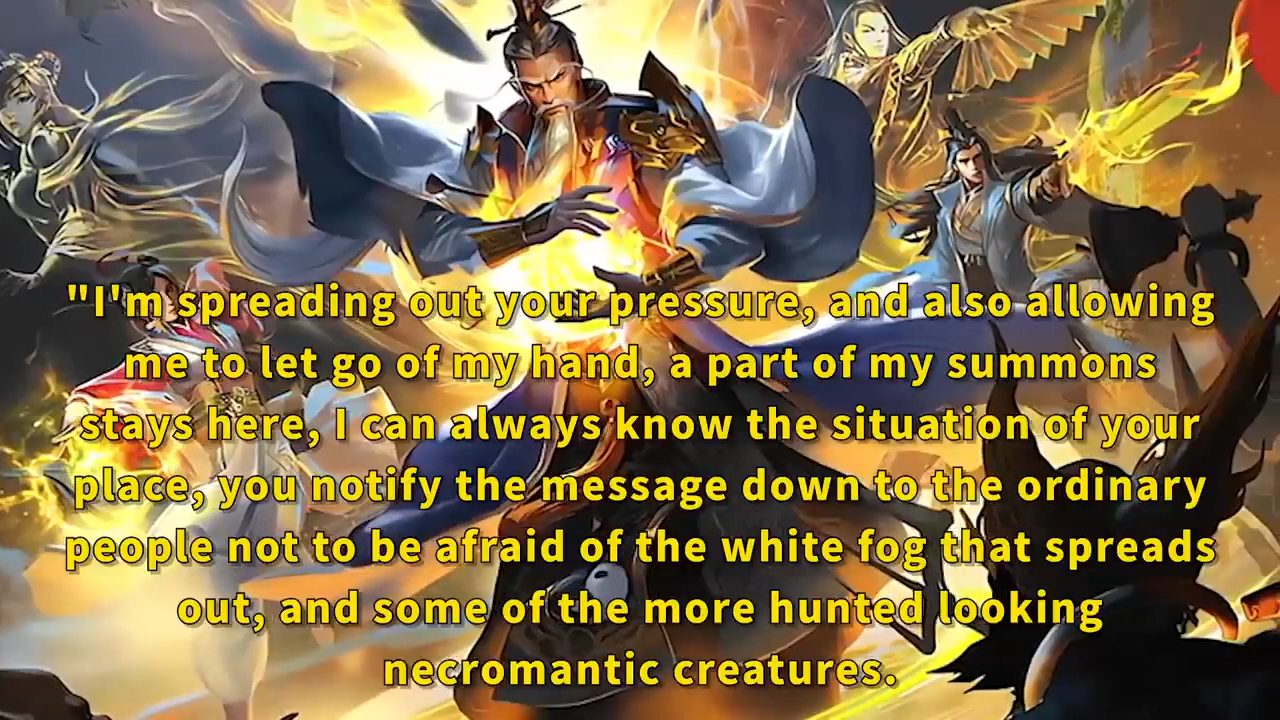 "I'm spreading out your pressure, and also allowing
me to let go of my hand, a part of my summons
stays here, I can always know the situation of your
place, you notify the message down to the ordinary
people not to be afraid of the white fog that spreads
out, and some of the more hunted looking
necromantic creatures.